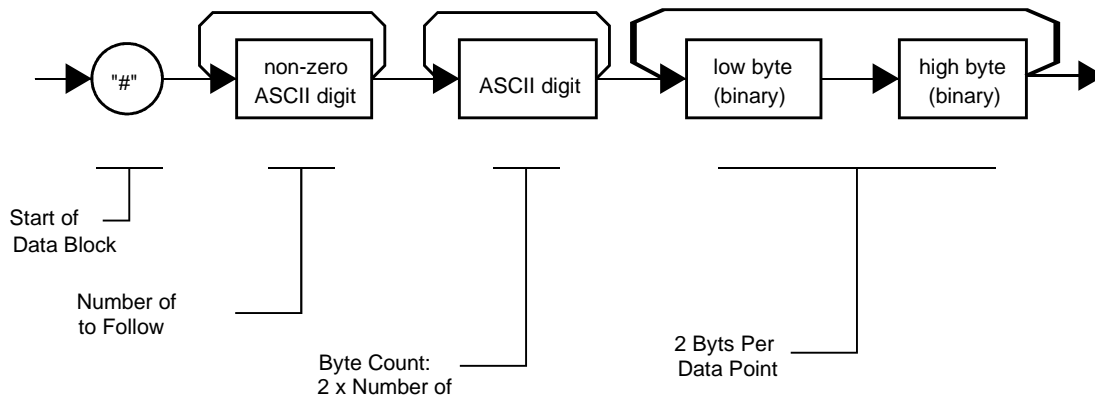 "#"
non-zero
ASCII digit
ASCII digit
low byte
(binary)
high byte
(binary)
Start of
Data Block
Number of
to Follow
Byte Count:
2 x Number of
2 Byts Per
Data Point